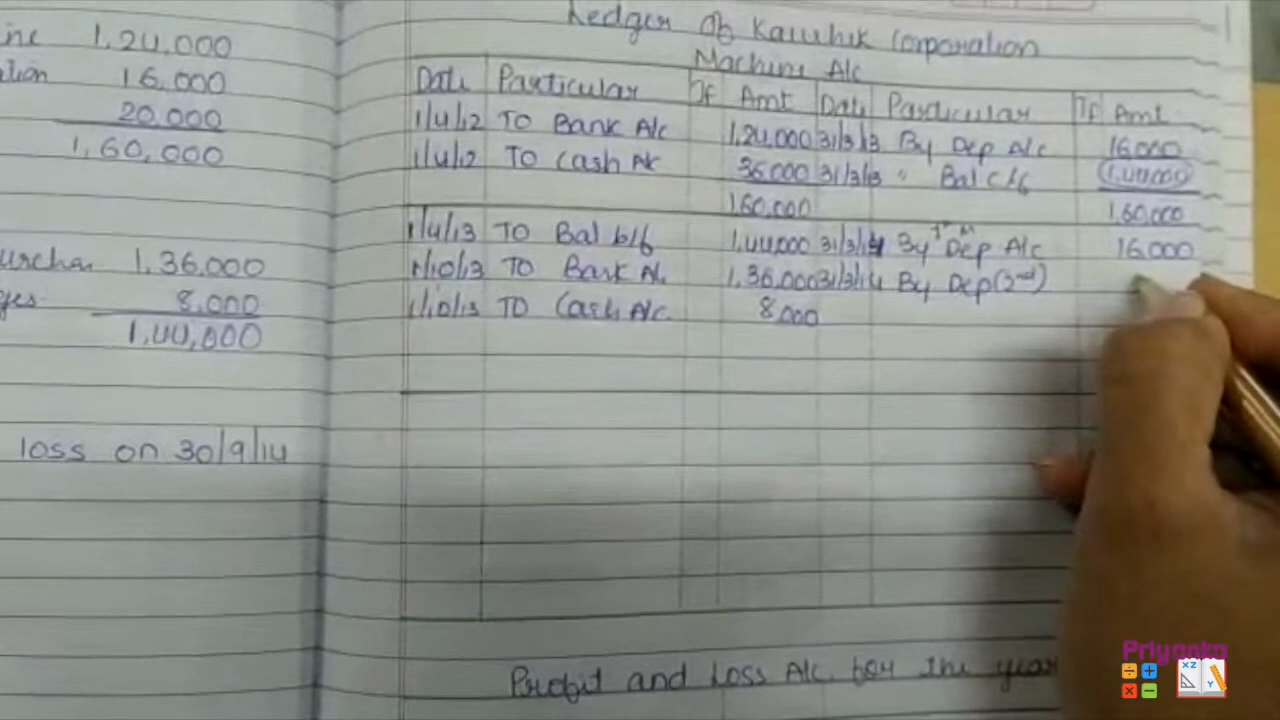 1,24,000
16,000
20,000
1,60,000
1,36,000
8,000
1,44,000
loss on 30/9/14
Ledger Of Kaushik Corporation
Machine A/c
Date Particular JF Amt Date Particular JF Amt
1/4/12 TO Bank A/c 1,24,000 31/3/13 By Dep A/c 16,000
1/4/12 TO Cash A/c 36,000 31/3/13 " Bal c/f 1,44,000
1,60,000 1,60,000
1/4/13 TO Bal b/f 1,44,000 31/3/14 By Dep A/c 16,000
1/10/13 TO Bank A/c 1,36,000 31/3/14 By Dep (2nd)
1/10/13 TO Cash A/c 8,000
Profit and Loss A/c for the year
Priyanka